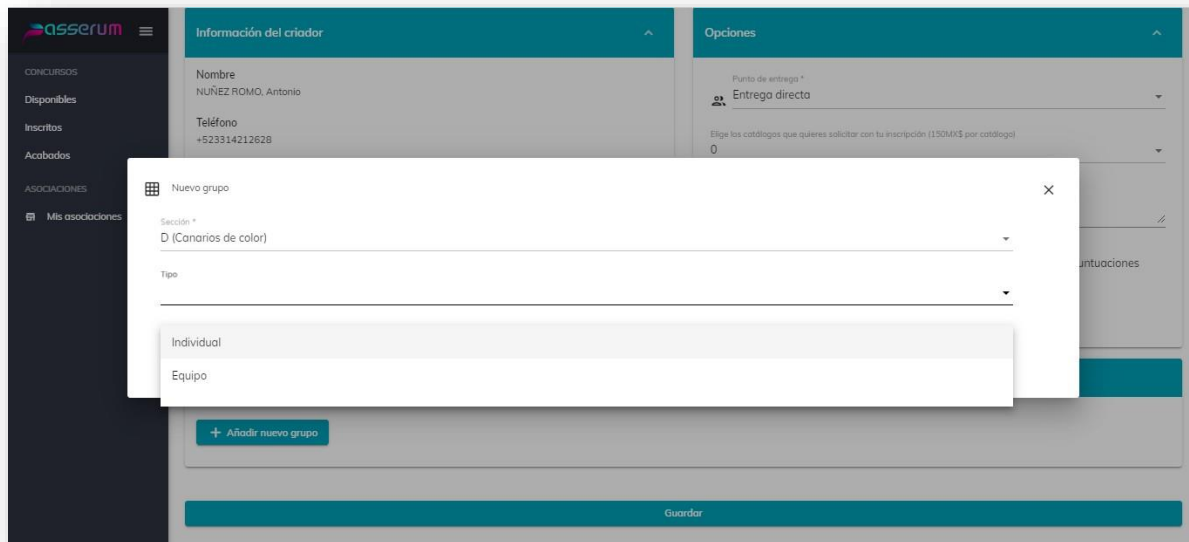 asserum
CONCURSOS
Disponibles
Inscritos
Acabados
ASOCIACIONES
Mis asociaciones
Información del criador
Nombre
NUÑEZ ROMO, Antonio
Teléfono
+523314212628
Opciones
Punto de entrega *
Entrega directa
Elige los catálogos que quieres solicitar con tu inscripción (150MX$ por catálogo)
0
untuaciones
Nuevo grupo
Sección *
D (Canarios de color)
Tipo
Individual
Equipo
+ Añadir nuevo grupo
Guardar